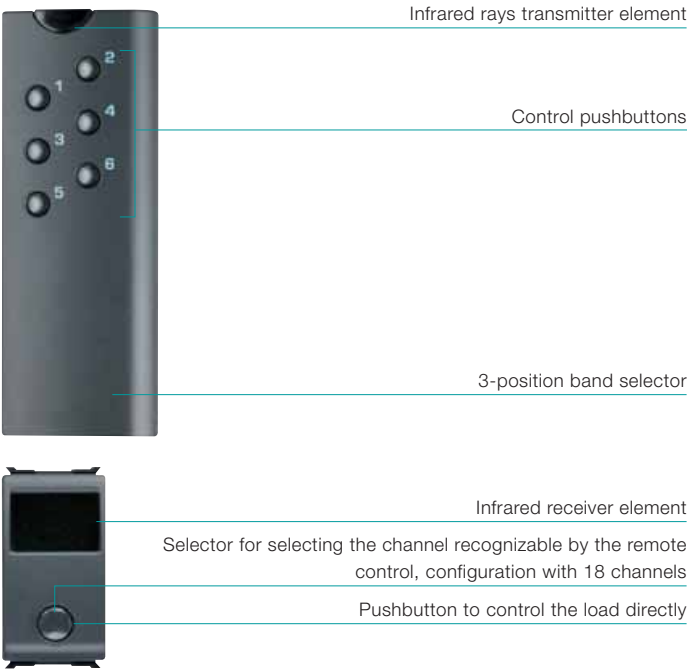 Infrared rays transmitter element
2
1
Control pushbuttons
4
3
6
5
3-position band selector
Infrared receiver element
Selector for selecting the channel recognizable by the remote
control, configuration with 18 channels
Pushbutton to control the load directly